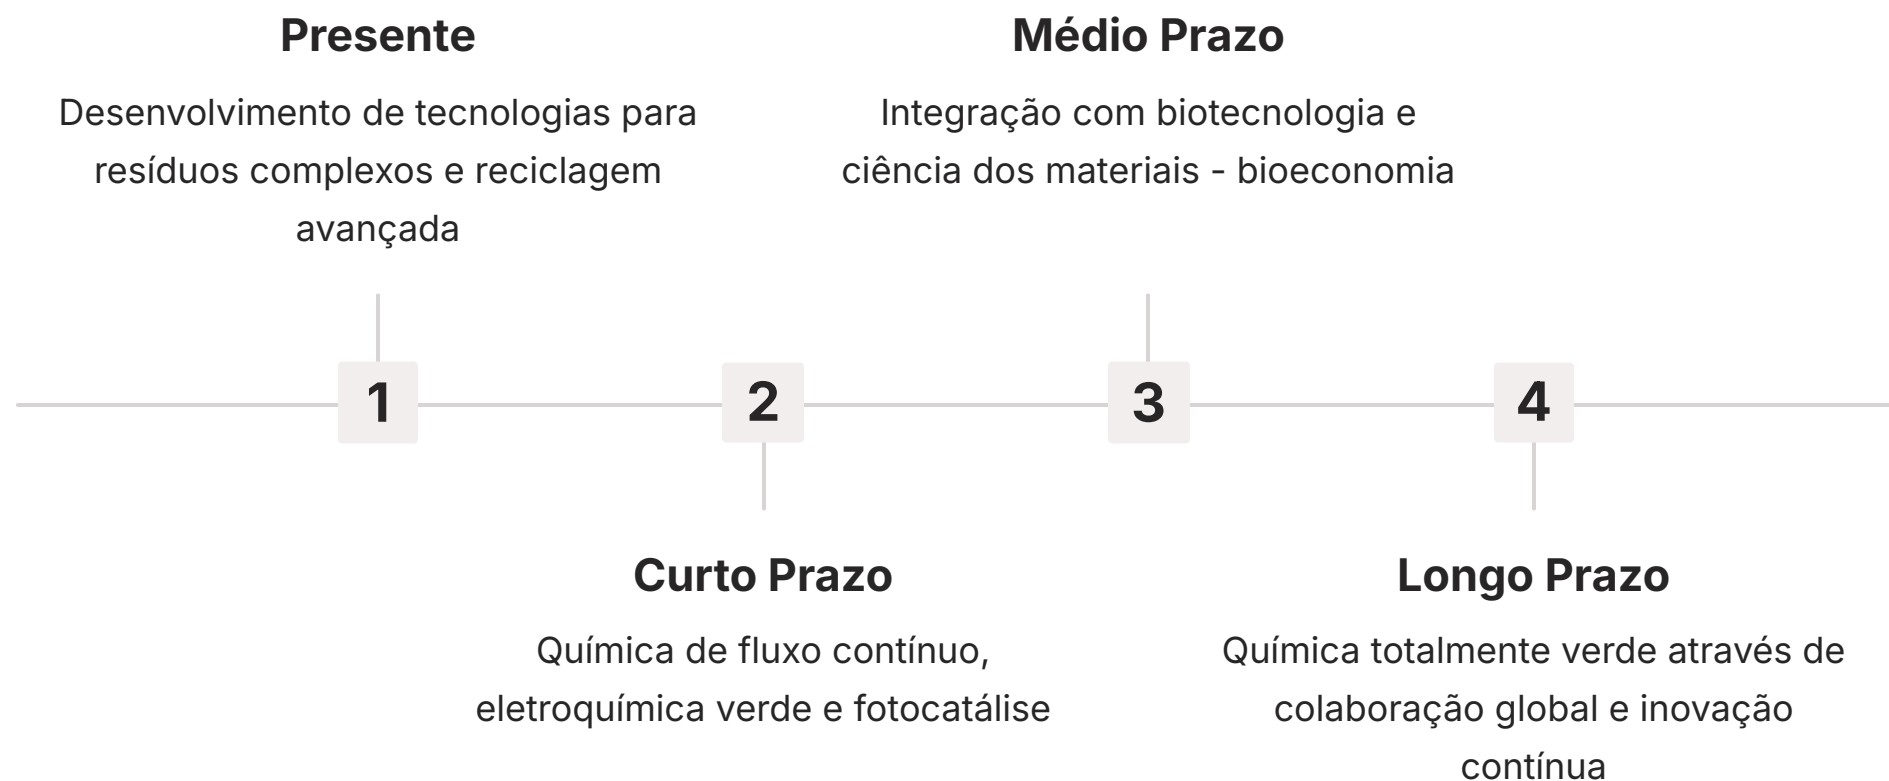 Presente
Desenvolvimento de tecnologias para
resíduos complexos e reciclagem
avançada
Médio Prazo
Integração com biotecnologia e
ciência dos materiais - bioeconomia
1
2
3
4
Curto Prazo
Química de fluxo contínuo,
eletroquímica verde e fotocatálise
Longo Prazo
Química totalmente verde através de
colaboração global e inovação
contínua